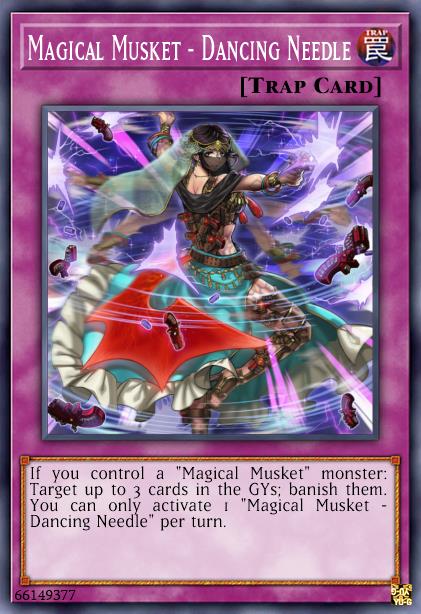 Magical Musket - Dancing Needle
TRAP
罠
[Trap Card]
If you control a "Magical Musket" monster:
Target up to 3 cards in the GYs; banish them.
You can only activate 1 "Magical Musket -
Dancing Needle" per turn.
66149377